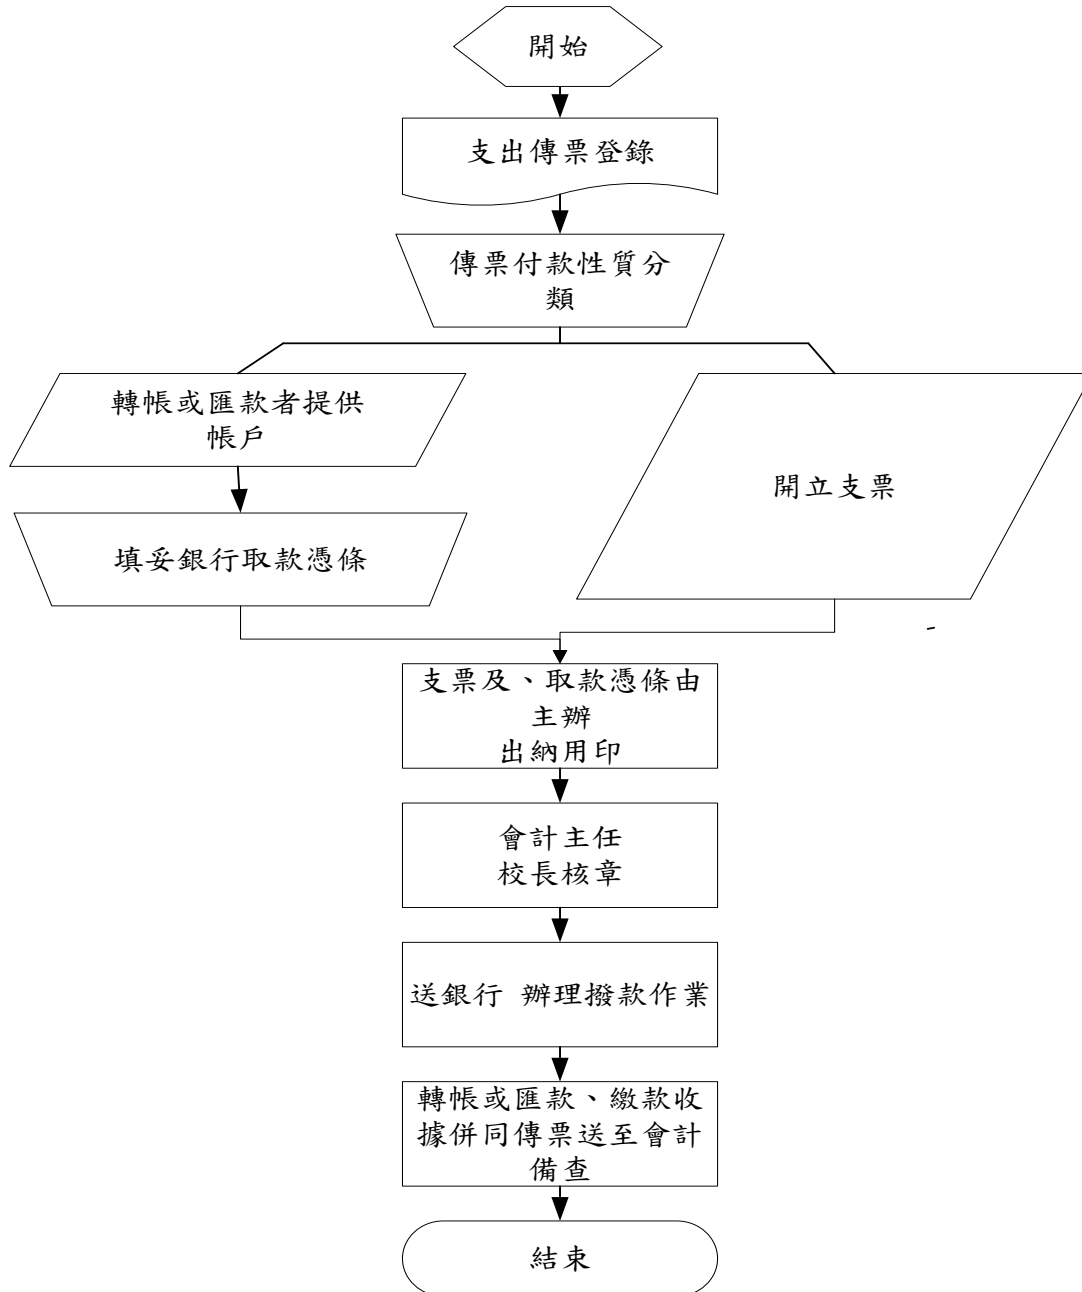 開始
支出傳票登錄
傳票付款性質分
類
轉帳或匯款者提供
帳戶
開立支票
填妥銀行取款憑條
支票及、取款憑條由
主辦
出納用印
會計主任
校長核章
送銀行 辦理撥款作業
轉帳或匯款、繳款收
據併同傳票送至會計
備查
結束